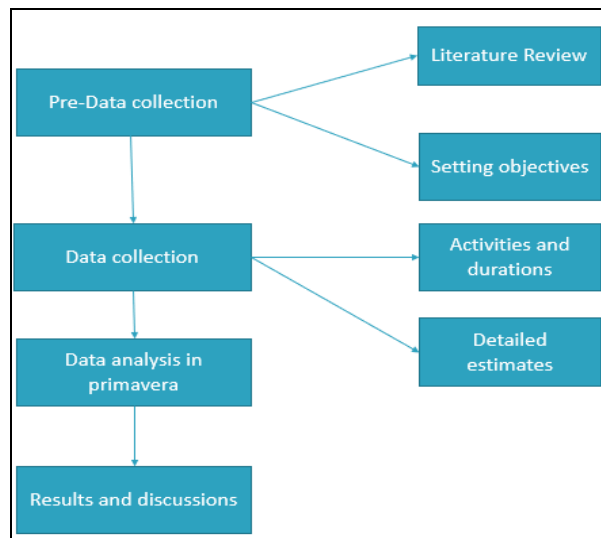 Pre-Data collection
Literature Review
Setting objectives
Data collection
Activities and
durations
Detailed
estimates
Data analysis in
primavera
Results and discussions